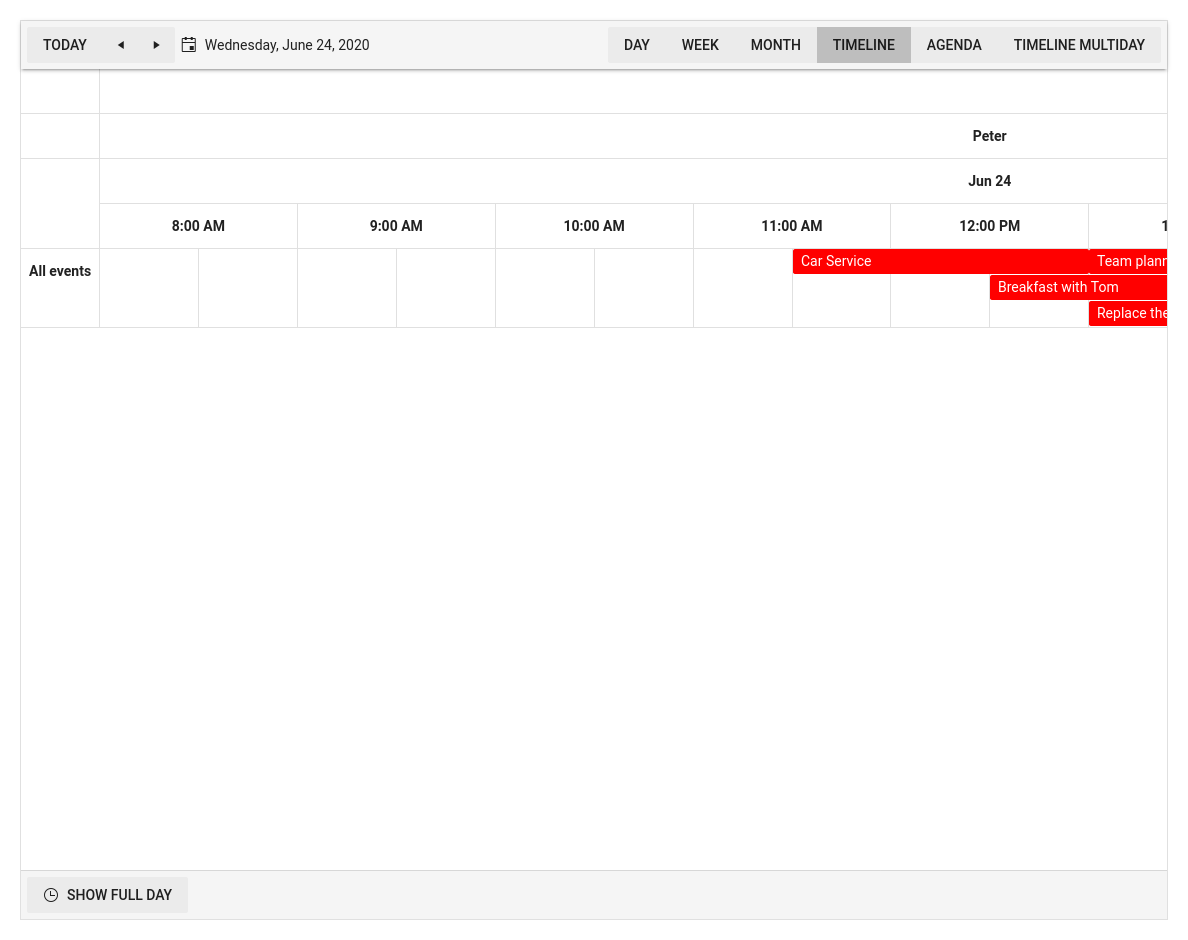 TODAY
Wednesday, June 24, 2020
DAY WEEK MONTH TIMELINE AGENDA TIMELINE MULTIDAY
Peter
Jun 24
8:00 AM 9:00 AM 10:00 AM 11:00 AM 12:00 PM
All events
Car Service Team
Breakfast with Tom
Replace the
SHOW FULL DAY